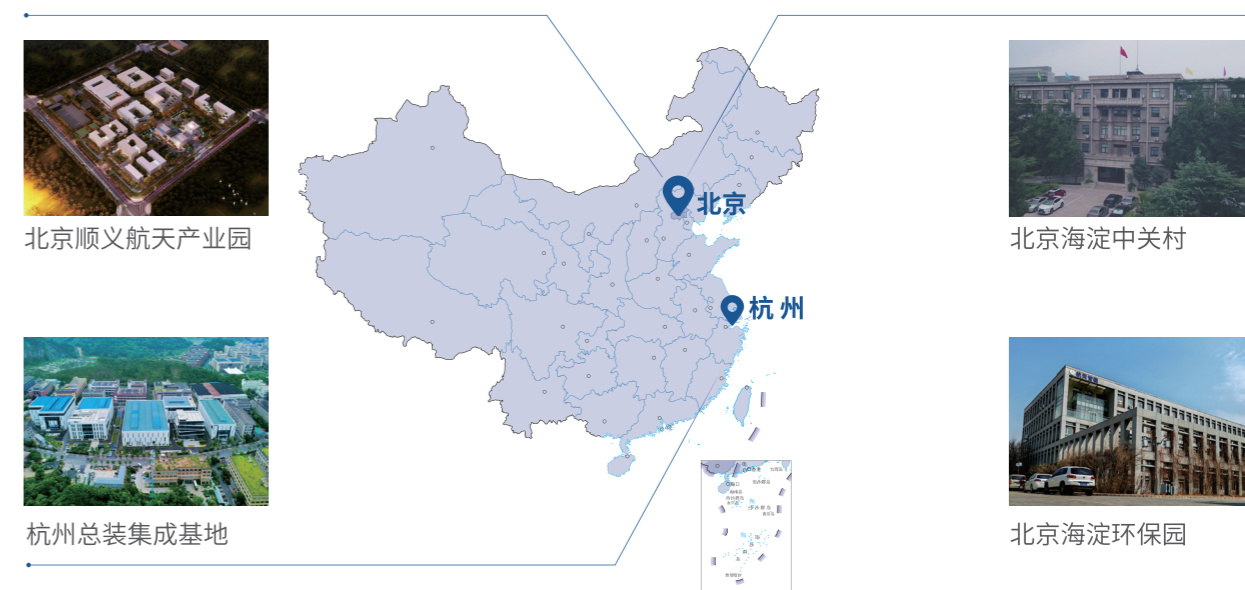 北京
北京顺义航天产业园
北京海淀中关村
杭州
杭州总装集成基地
北京海淀环保园